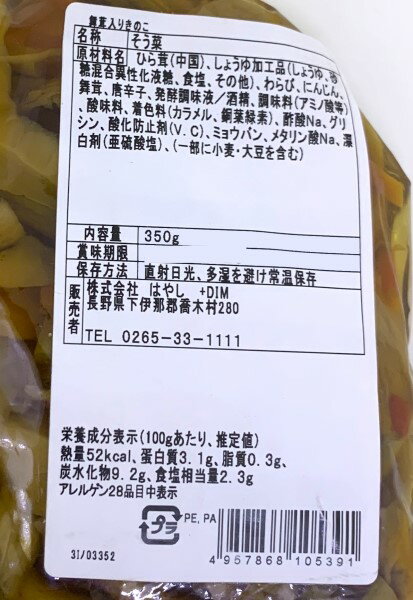 舞茸入りきのこ
名称 そう菜
原材料名 ひら茸(中国)、しょうゆ加工品(しょうゆ、砂
糖混合異性化液糖、食塩、その他)、わらび、にんじん、
舞茸、唐辛子、発酵調味液/酒精、調味料(アミノ酸等)
、酸味料、着色料(カラメル、銅葉緑素)、酢酸Na、グリ
シン、酸化防止剤(V.C)、ミョウバン、メタリン酸Na、漂
白剤(亜硫酸塩)、(一部に小麦・大豆を含む)
内容量 350g
賞味期限
保存方法 直射日光、多湿を避け常温保存
販売者 株式会社 はやし +DIM
長野県下伊那郡喬木村280
TEL 0265-33-1111
栄養成分表示(100gあたり、推定値)
熱量52kcal、蛋白質3.1g、脂質0.3g、
炭水化物9.2g、食塩相当量2.3g
アレルゲン28品目中表示
プラ PE, PA
3I/03352
4 957868 105391